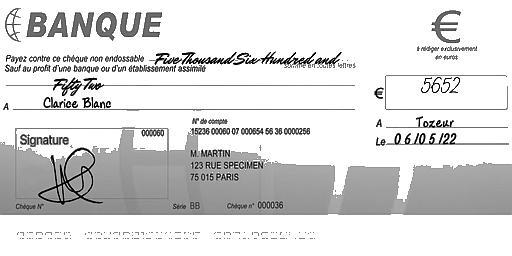 BANQUE
€
à rédiger exclusivement
en euros
Payez contre ce chèque non endossable Five Thousand Six Hundred and
Sauf au profit d'une banque ou d'un établissement assimilé somme en toutes lettres
Fifty Two
€ 5652
A Clarice Blanc
A Tozeur
Le 06/05/22
Signature 000060
N° de compte
15236 00060 07 000654 56 36 0000256
M. MARTIN
123 RUE SPECIMEN
75 015 PARIS
Chèque N° Série BB Chèque n° 000036